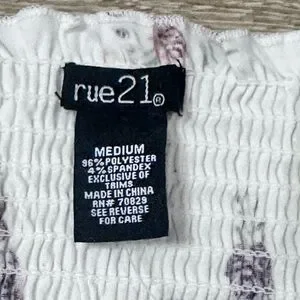 rue21®
MEDIUM
96% POLYESTER
4% SPANDEX
EXCLUSIVE OF
TRIMS
MADE IN CHINA
RN# 70829
SEE REVERSE
FOR CARE